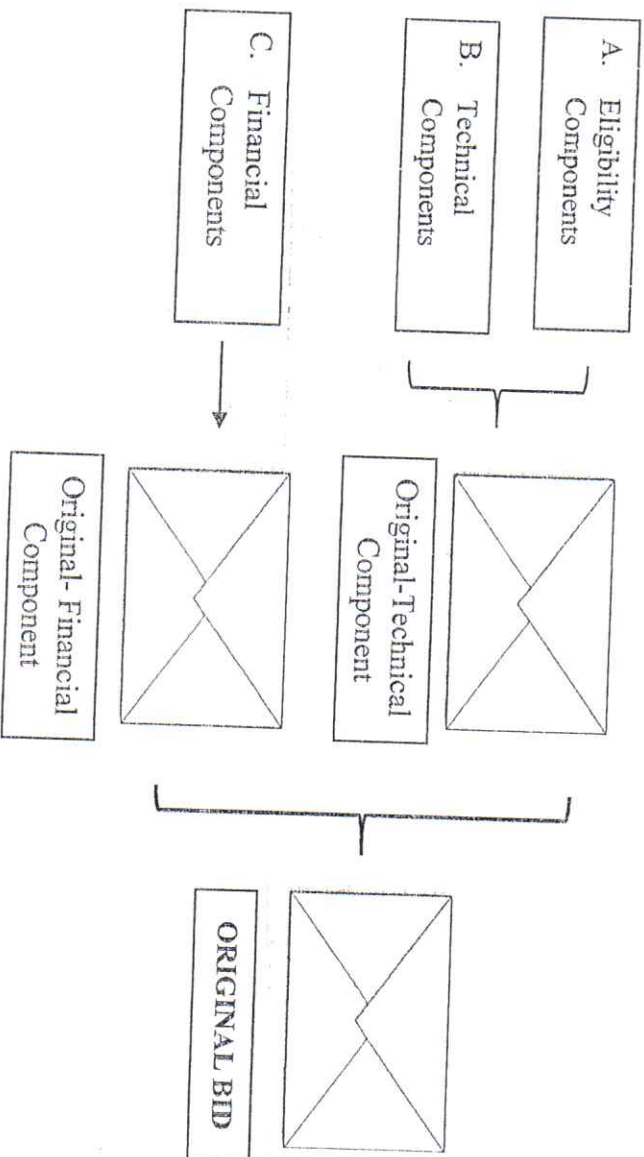 A. Eligibility
Components
B. Technical
Components
C. Financial
Components
Original-Technical
Component
Original- Financial
Component
ORIGINAL BID